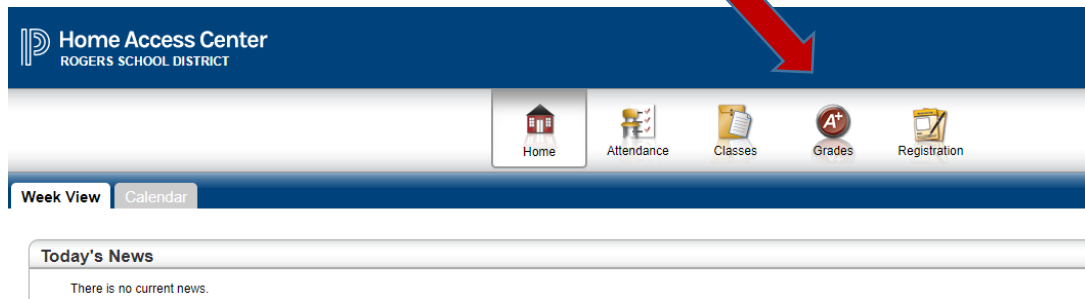 Home Access Center
ROGERS SCHOOL DISTRICT
A+
Home Attendance Classes Grades Registration
Week View Calendar
Today's News
There is no current news.